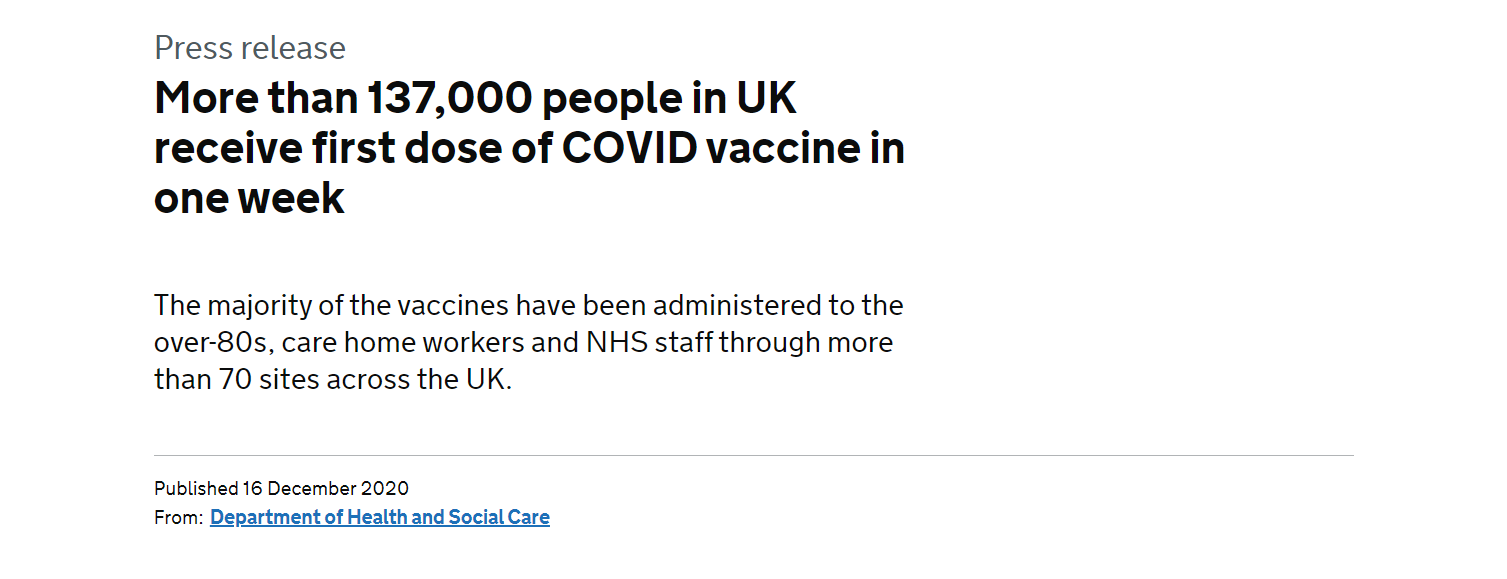 Press release
More than 137,000 people in UK
receive first dose of COVID vaccine in
one week
The majority of the vaccines have been administered to the
over-80s, care home workers and NHS staff through more
than 70 sites across the UK.
Published 16 December 2020
From: Department of Health and Social Care